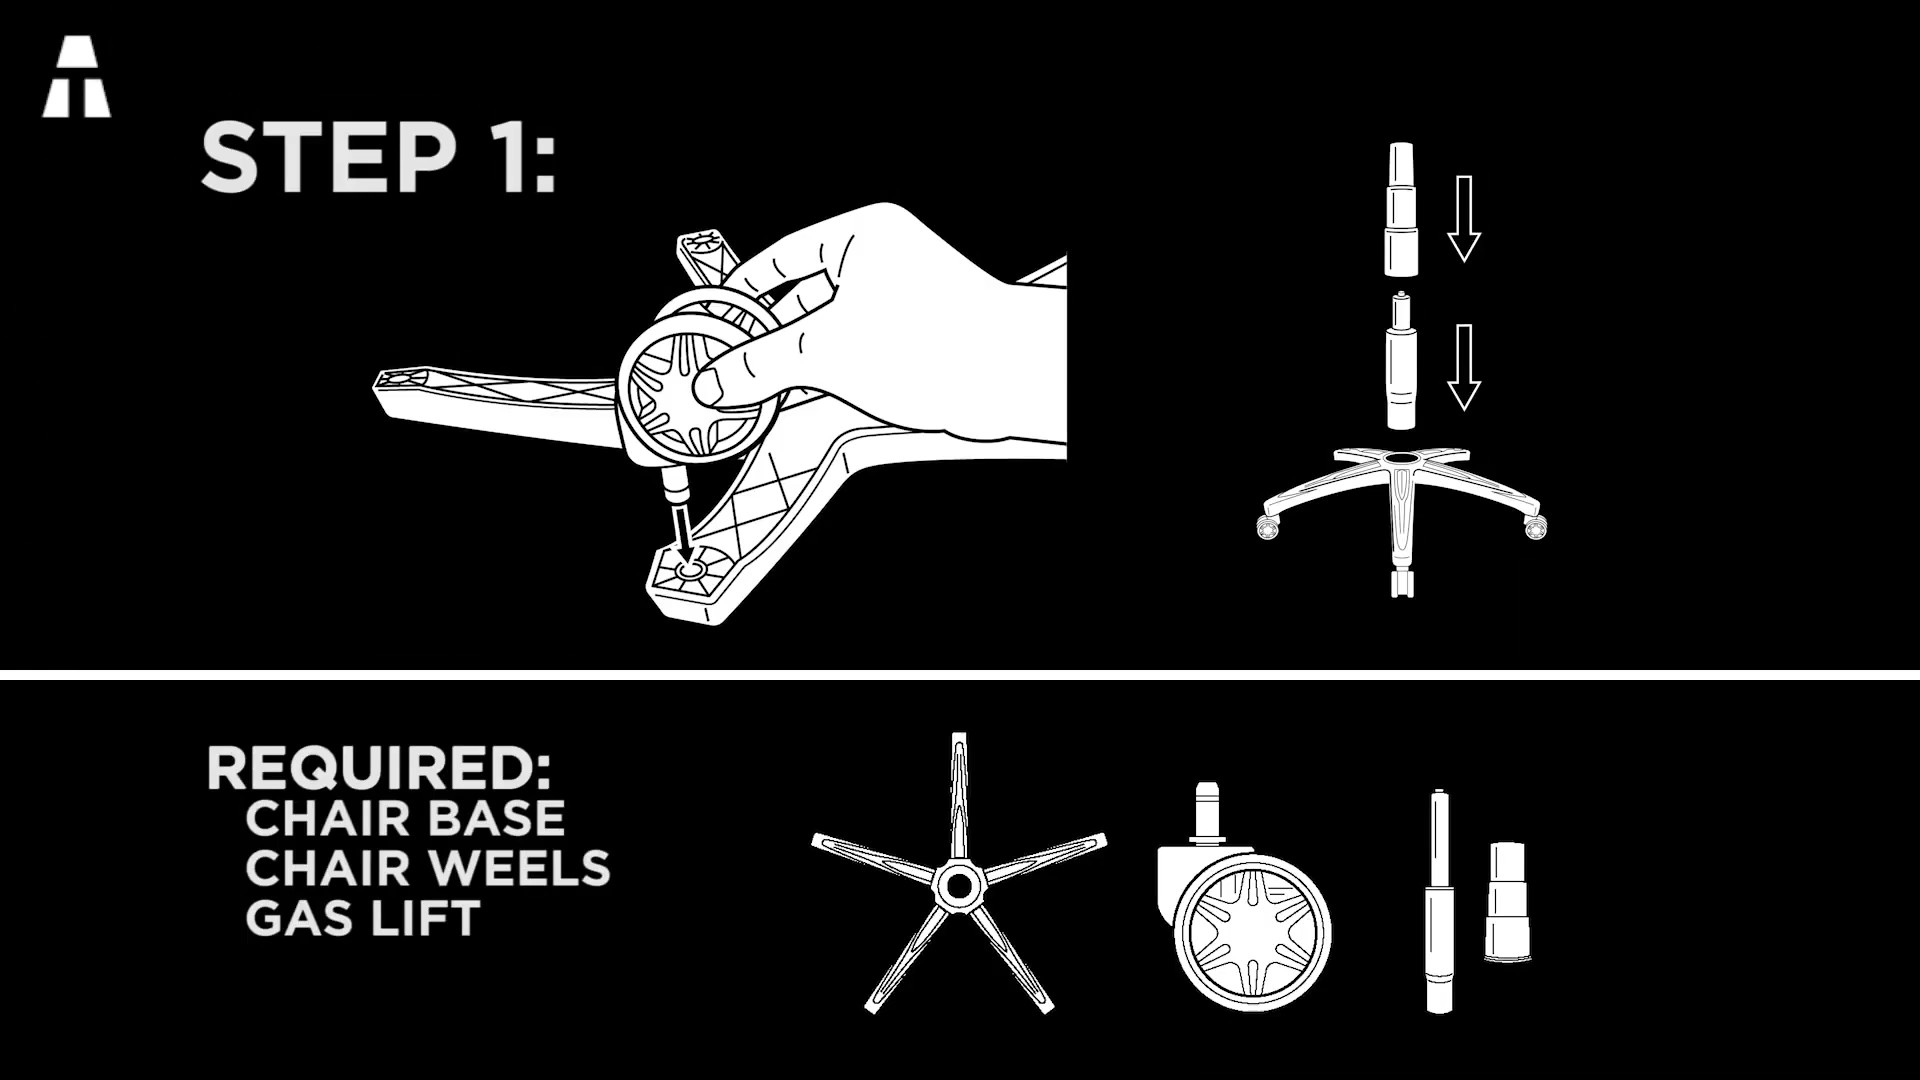 STEP 1:
REQUIRED:
CHAIR BASE
CHAIR WEELS
GAS LIFT